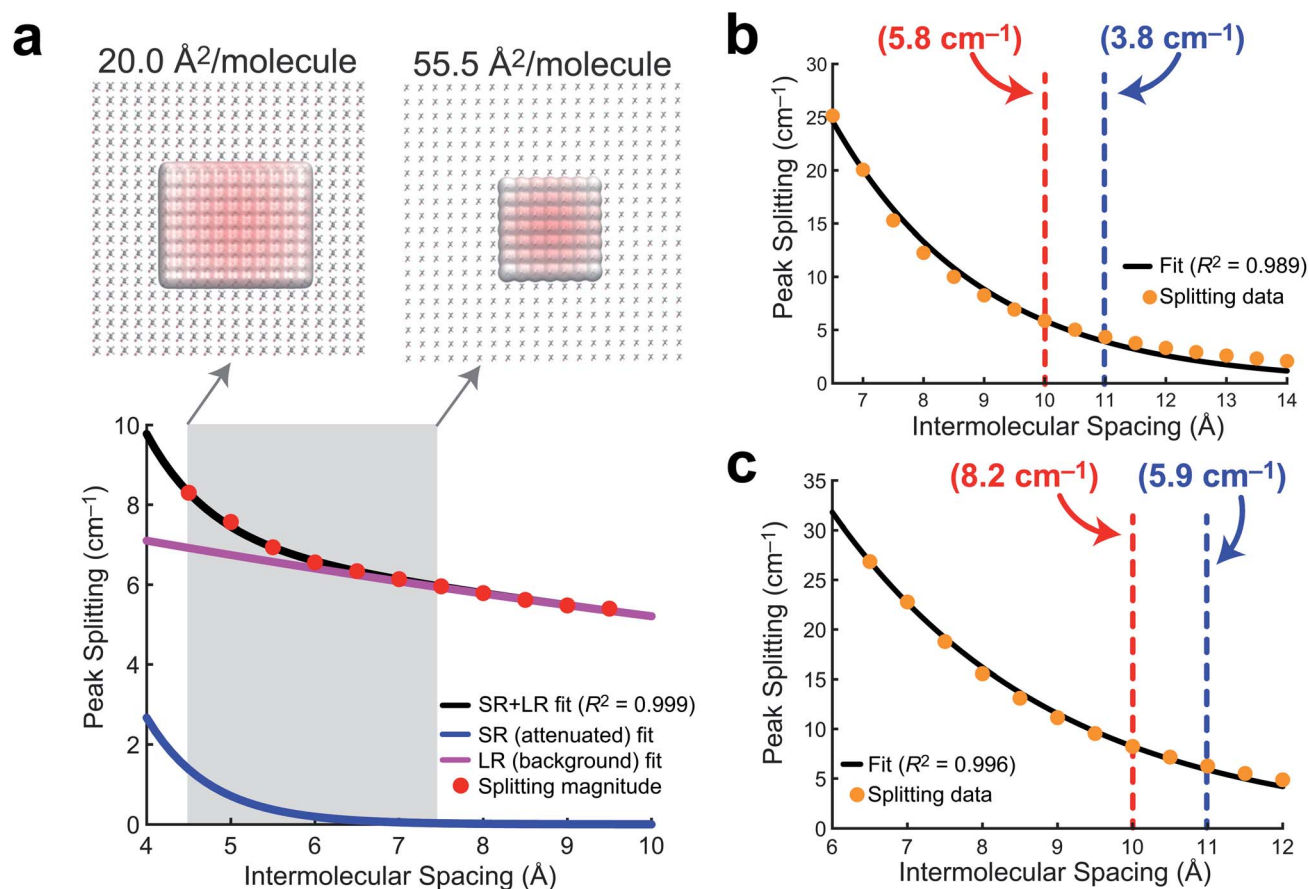 a
20.0 Å²/molecule
55.5 Å²/molecule
10
8
6
4
2
0
Peak Splitting (cm⁻¹)
SR+LR fit (R² = 0.999)
SR (attenuated) fit
LR (background) fit
Splitting magnitude
4 5 6 7 8 9 10
Intermolecular Spacing (Å)
b
(5.8 cm⁻¹)
(3.8 cm⁻¹)
30
25
20
15
10
5
0
Peak Splitting (cm⁻¹)
Fit (R² = 0.989)
Splitting data
7 8 9 10 11 12 13 14
Intermolecular Spacing (Å)
c
(8.2 cm⁻¹)
(5.9 cm⁻¹)
35
30
25
20
15
10
5
0
Peak Splitting (cm⁻¹)
Fit (R² = 0.996)
Splitting data
6 7 8 9 10 11 12
Intermolecular Spacing (Å)